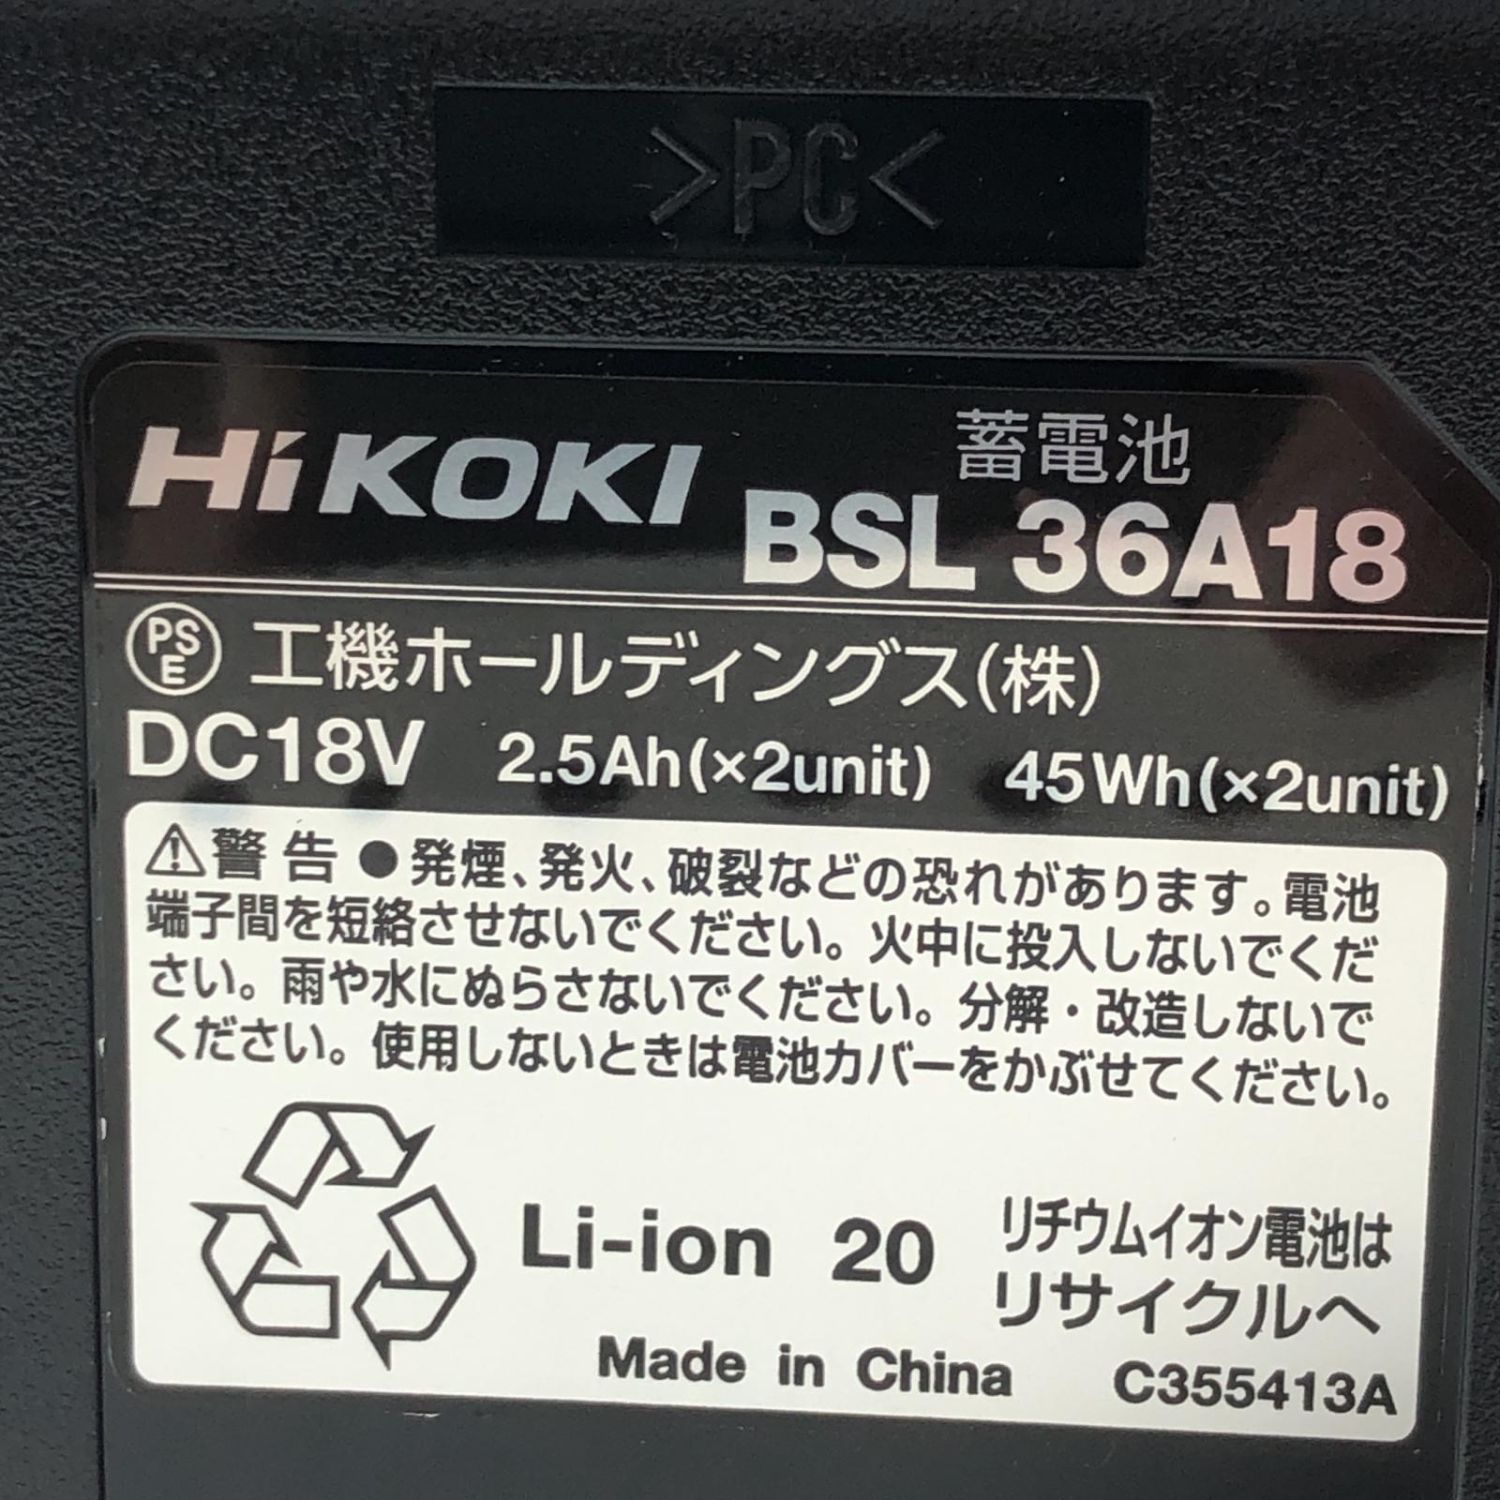 >PC<
HiKOKI
蓄電池
BSL 36A18
PSE 工機ホールディングス(株)
DC18V 2.5Ah(×2unit) 45Wh(×2unit)
⚠警告 ●発煙、発火、破裂などの恐れがあります。電池
端子間を短絡させないでください。火中に投入しないでくだ
さい。雨や水にぬらさないでください。分解・改造しないで
ください。使用しないときは電池カバーをかぶせてください。
Li-ion 20
リチウムイオン電池は
リサイクルへ
Made in China
C355413A